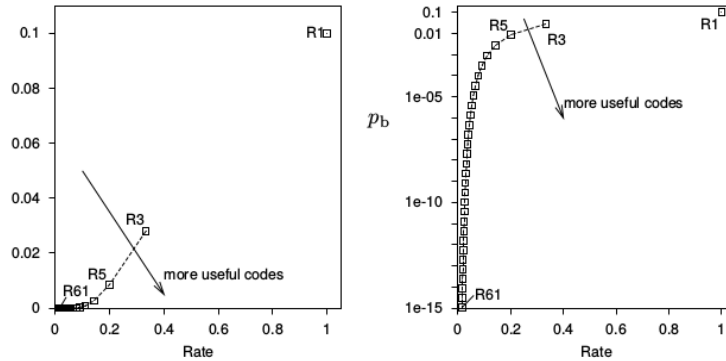 0.1
0.08
0.06
0.04
0.02
0
R1
R3
R5
R61
more useful codes
0 0.2 0.4 0.6 0.8 1
Rate
p_b
0.1
0.01
1e-05
1e-10
1e-15
R5
R3
R1
more useful codes
R61
0 0.2 0.4 0.6 0.8 1
Rate